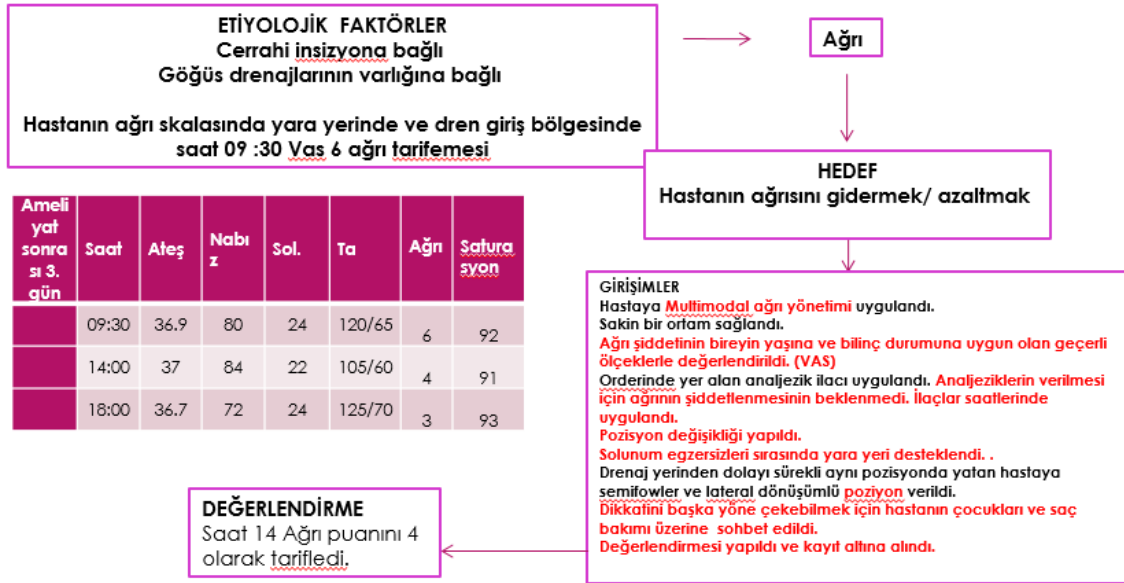 ETİYOLOJİK  FAKTÖRLER
Cerrahi insizyona bağlı
Göğüs drenajlarının varlığına bağlı
Hastanın ağrı skalasında yara yerinde ve dren giriş bölgesinde
saat 09 :30 Vas 6 ağrı tarifemesi
Ağrı
HEDEF
Hastanın ağrısını gidermek/ azaltmak
Ameli
yat
sonra
sı 3.
gün
Saat
Ateş
Nabı
z
Sol.
Ta
Ağrı
Satura
syon
09:30 36.9 80 24 120/65 6 92
14:00 37 84 22 105/60 4 91
18:00 36.7 72 24 125/70 3 93
GİRİŞİMLER
Hastaya Multimodal ağrı yönetimi uygulandı.
Sakin bir ortam sağlandı.
Ağrı şiddetinin bireyin yaşına ve bilinç durumuna uygun olan geçerli
ölçeklerle değerlendirildi. (VAS)
Orderinde yer alan analjezik ilacı uygulandı. Analjeziklerin verilmesi
için ağrının şiddetlenmesinin beklenmedi. İlaçlar saatlerinde
uygulandı.
Pozisyon değişikliği yapıldı.
Solunum egzersizleri sırasında yara yeri desteklendi. .
Drenaj yerinden dolayı sürekli aynı pozisyonda yatan hastaya
semifowler ve lateral dönüşümlü poziyon verildi.
Dikkatini başka yöne çekebilmek için hastanın çocukları ve saç
bakımı üzerine  sohbet edildi.
Değerlendirmesi yapıldı ve kayıt altına alındı.
DEĞERLENDİRME
Saat 14 Ağrı puanını 4
olarak tarifledi.